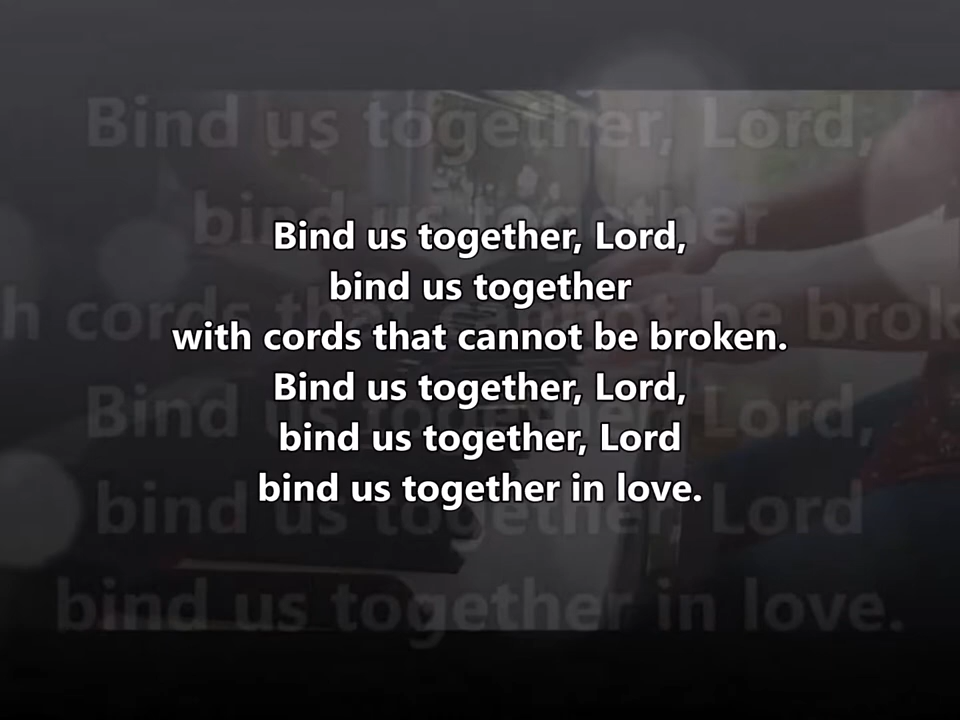 Bind us together, Lord,
bind us together
with cords that cannot be broken.
Bind us together, Lord,
bind us together, Lord
bind us together in love.